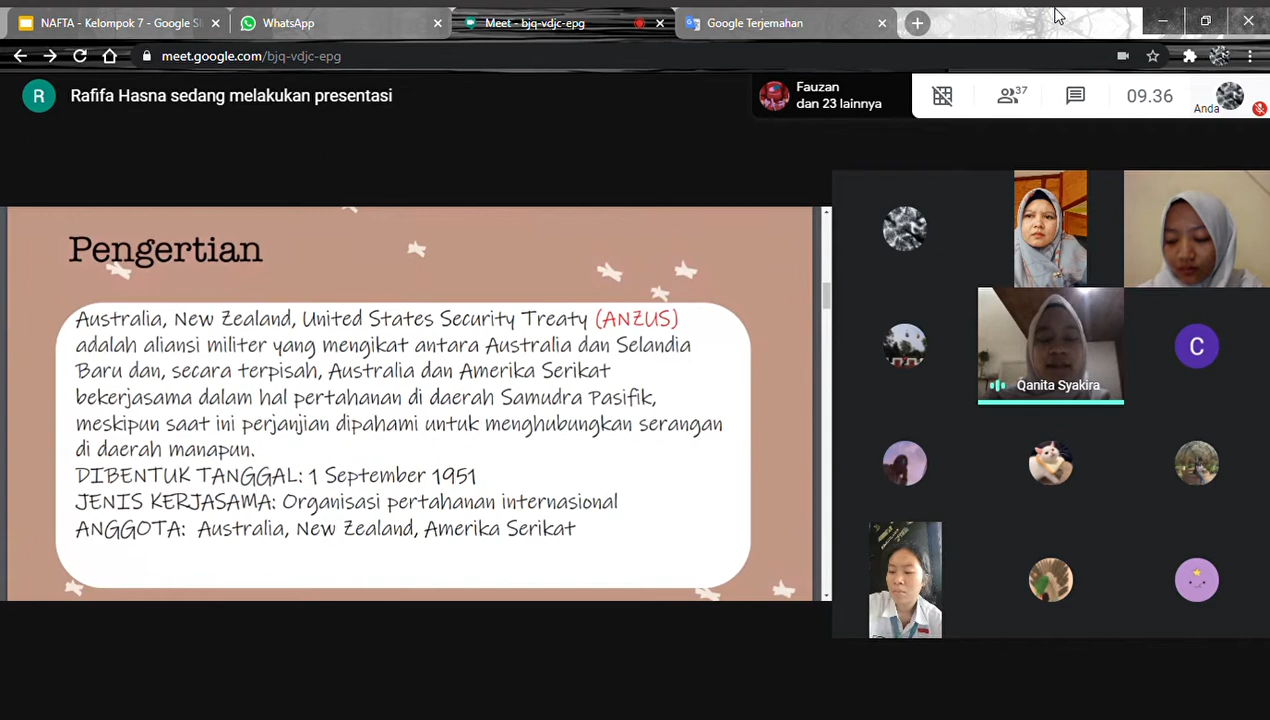 NAFTA - Kelompok 7 - Google Sl
WhatsApp
Meet - bjq-vdjc-epg
Google Terjemahan
meet.google.com/bjq-vdjc-epg
R
Rafifa Hasna sedang melakukan presentasi
Fauzan
dan 23 lainnya
37
09.36
Anda
Pengertian
Australia, New Zealand, United States Security Treaty (ANZUS)
adalah aliansi militer yang mengikat antara Australia dan Selandia
Baru dan, secara terpisah, Australia dan Amerika Serikat
bekerjasama dalam hal pertahanan di daerah Samudra Pasifik,
meskipun saat ini perjanjian dipahami untuk menghubungkan serangan
di daerah manapun.
DIBENTUK TANGGAL: 1 September 1951
JENIS KERJASAMA: Organisasi pertahanan internasional
ANGGOTA: Australia, New Zealand, Amerika Serikat
Qanita Syakira
C